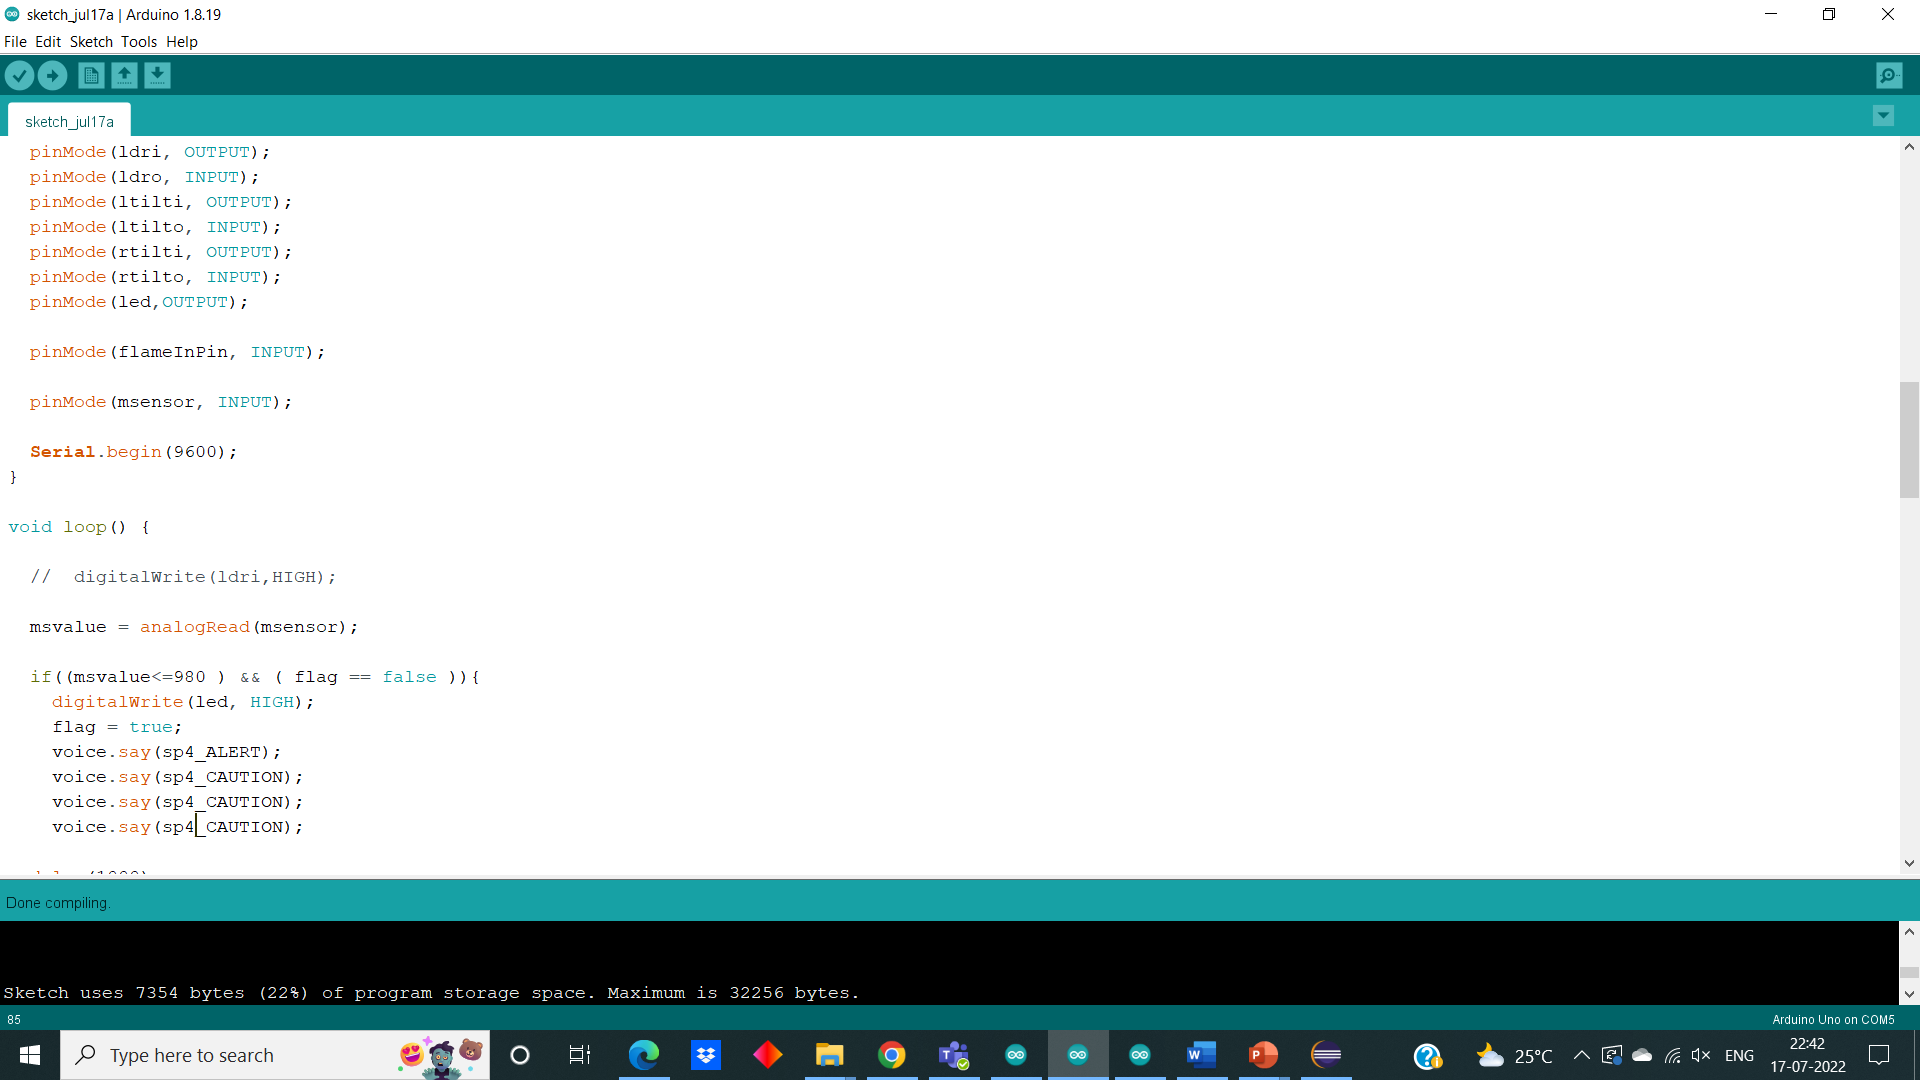 sketch_jul17a | Arduino 1.8.19
File Edit Sketch Tools Help
sketch_jul17a
pinMode(ldri, OUTPUT);
pinMode(ldro, INPUT);
pinMode(ltilti, OUTPUT);
pinMode(ltilto, INPUT);
pinMode(rtilti, OUTPUT);
pinMode(rtilto, INPUT);
pinMode(led,OUTPUT);
pinMode(flameInPin, INPUT);
pinMode(msensor, INPUT);
Serial.begin(9600);
}
void loop() {
//  digitalWrite(ldri,HIGH);
msvalue = analogRead(msensor);
if((msvalue<=980 ) && ( flag == false )){
digitalWrite(led, HIGH);
flag = true;
voice.say(sp4_ALERT);
voice.say(sp4_CAUTION);
voice.say(sp4_CAUTION);
voice.say(sp4_CAUTION);
Done compiling.
Sketch uses 7354 bytes (22%) of program storage space. Maximum is 32256 bytes.
85
Arduino Uno on COM5
Type here to search
25°C
ENG
22:42
17-07-2022